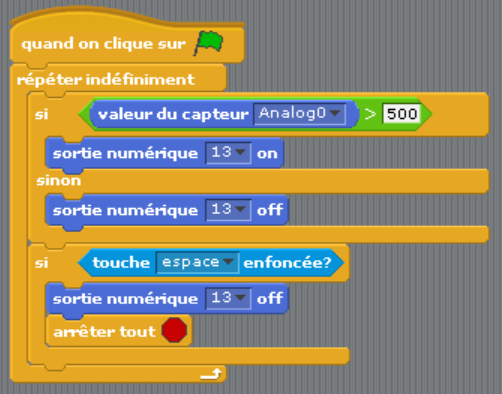 quand on clique sur
répéter indéfiniment
si valeur du capteur Analog0 > 500
sortie numérique 13 on
sinon
sortie numérique 13 off
si touche espace enfoncée?
sortie numérique 13 off
arrêter tout